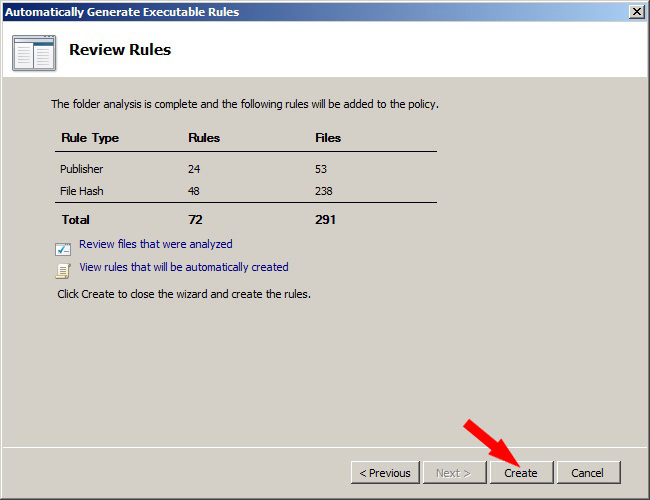 Automatically Generate Executable Rules
Review Rules
The folder analysis is complete and the following rules will be added to the policy.
Rule Type Rules Files
Publisher 24 53
File Hash 48 238
Total 72 291
Review files that were analyzed
View rules that will be automatically created
Click Create to close the wizard and create the rules.
< Previous Next > Create Cancel